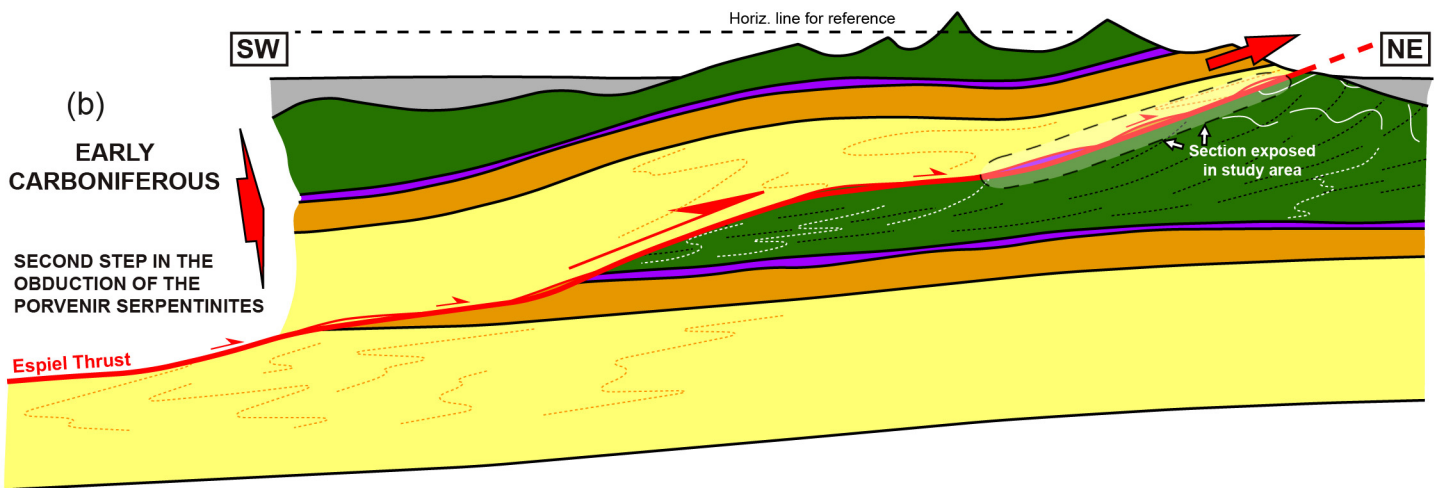 Horiz. line for reference
SW
NE
(b)
EARLY
CARBONIFEROUS
Section exposed
in study area
SECOND STEP IN THE
OBDUCTION OF THE
PORVENIR SERPENTINITES
Espiel Thrust